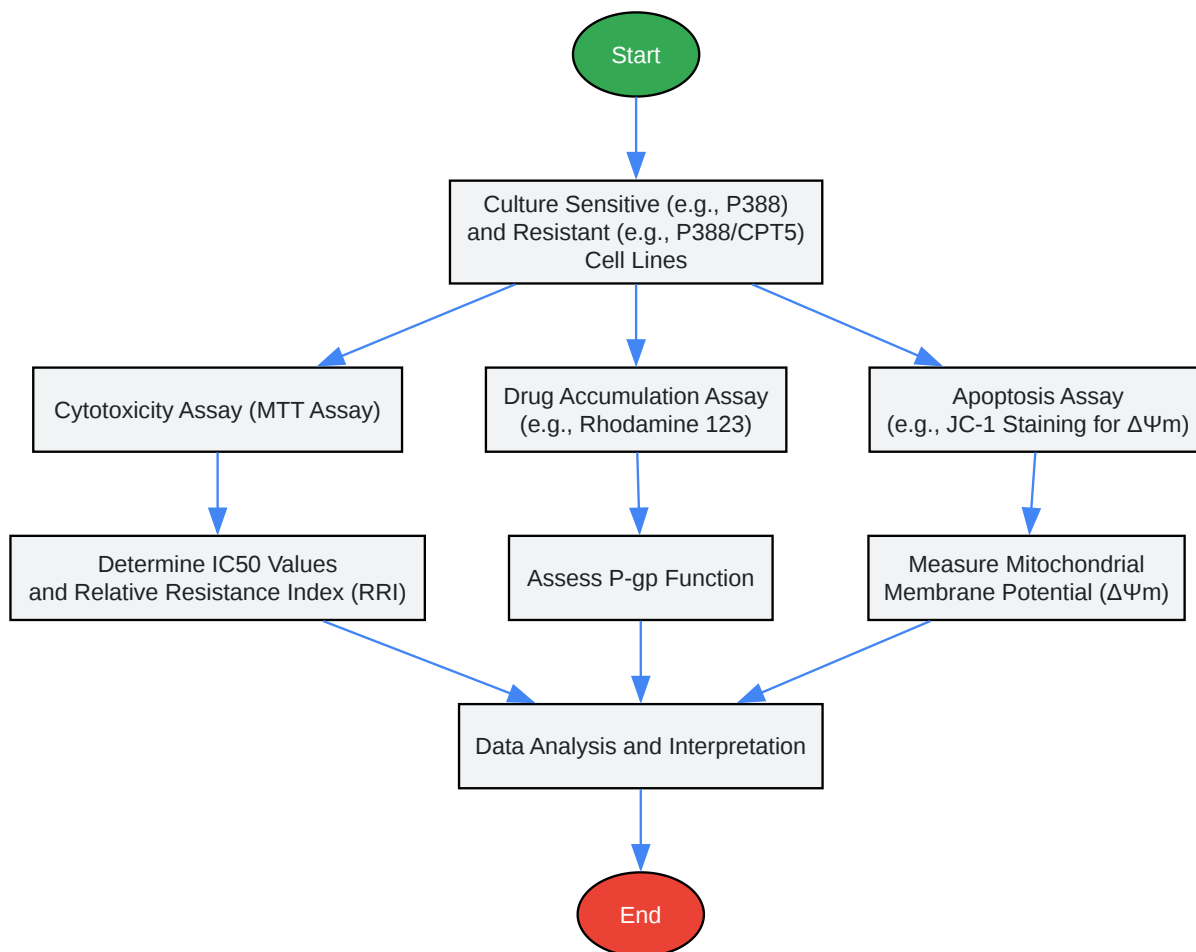 Start
Culture Sensitive (e.g., P388)
and Resistant (e.g., P388/CPT5)
Cell Lines
Cytotoxicity Assay (MTT Assay)
Drug Accumulation Assay
(e.g., Rhodamine 123)
Apoptosis Assay
(e.g., JC-1 Staining for ΔΨm)
Determine IC50 Values
and Relative Resistance Index (RRI)
Assess P-gp Function
Measure Mitochondrial
Membrane Potential (ΔΨm)
Data Analysis and Interpretation
End